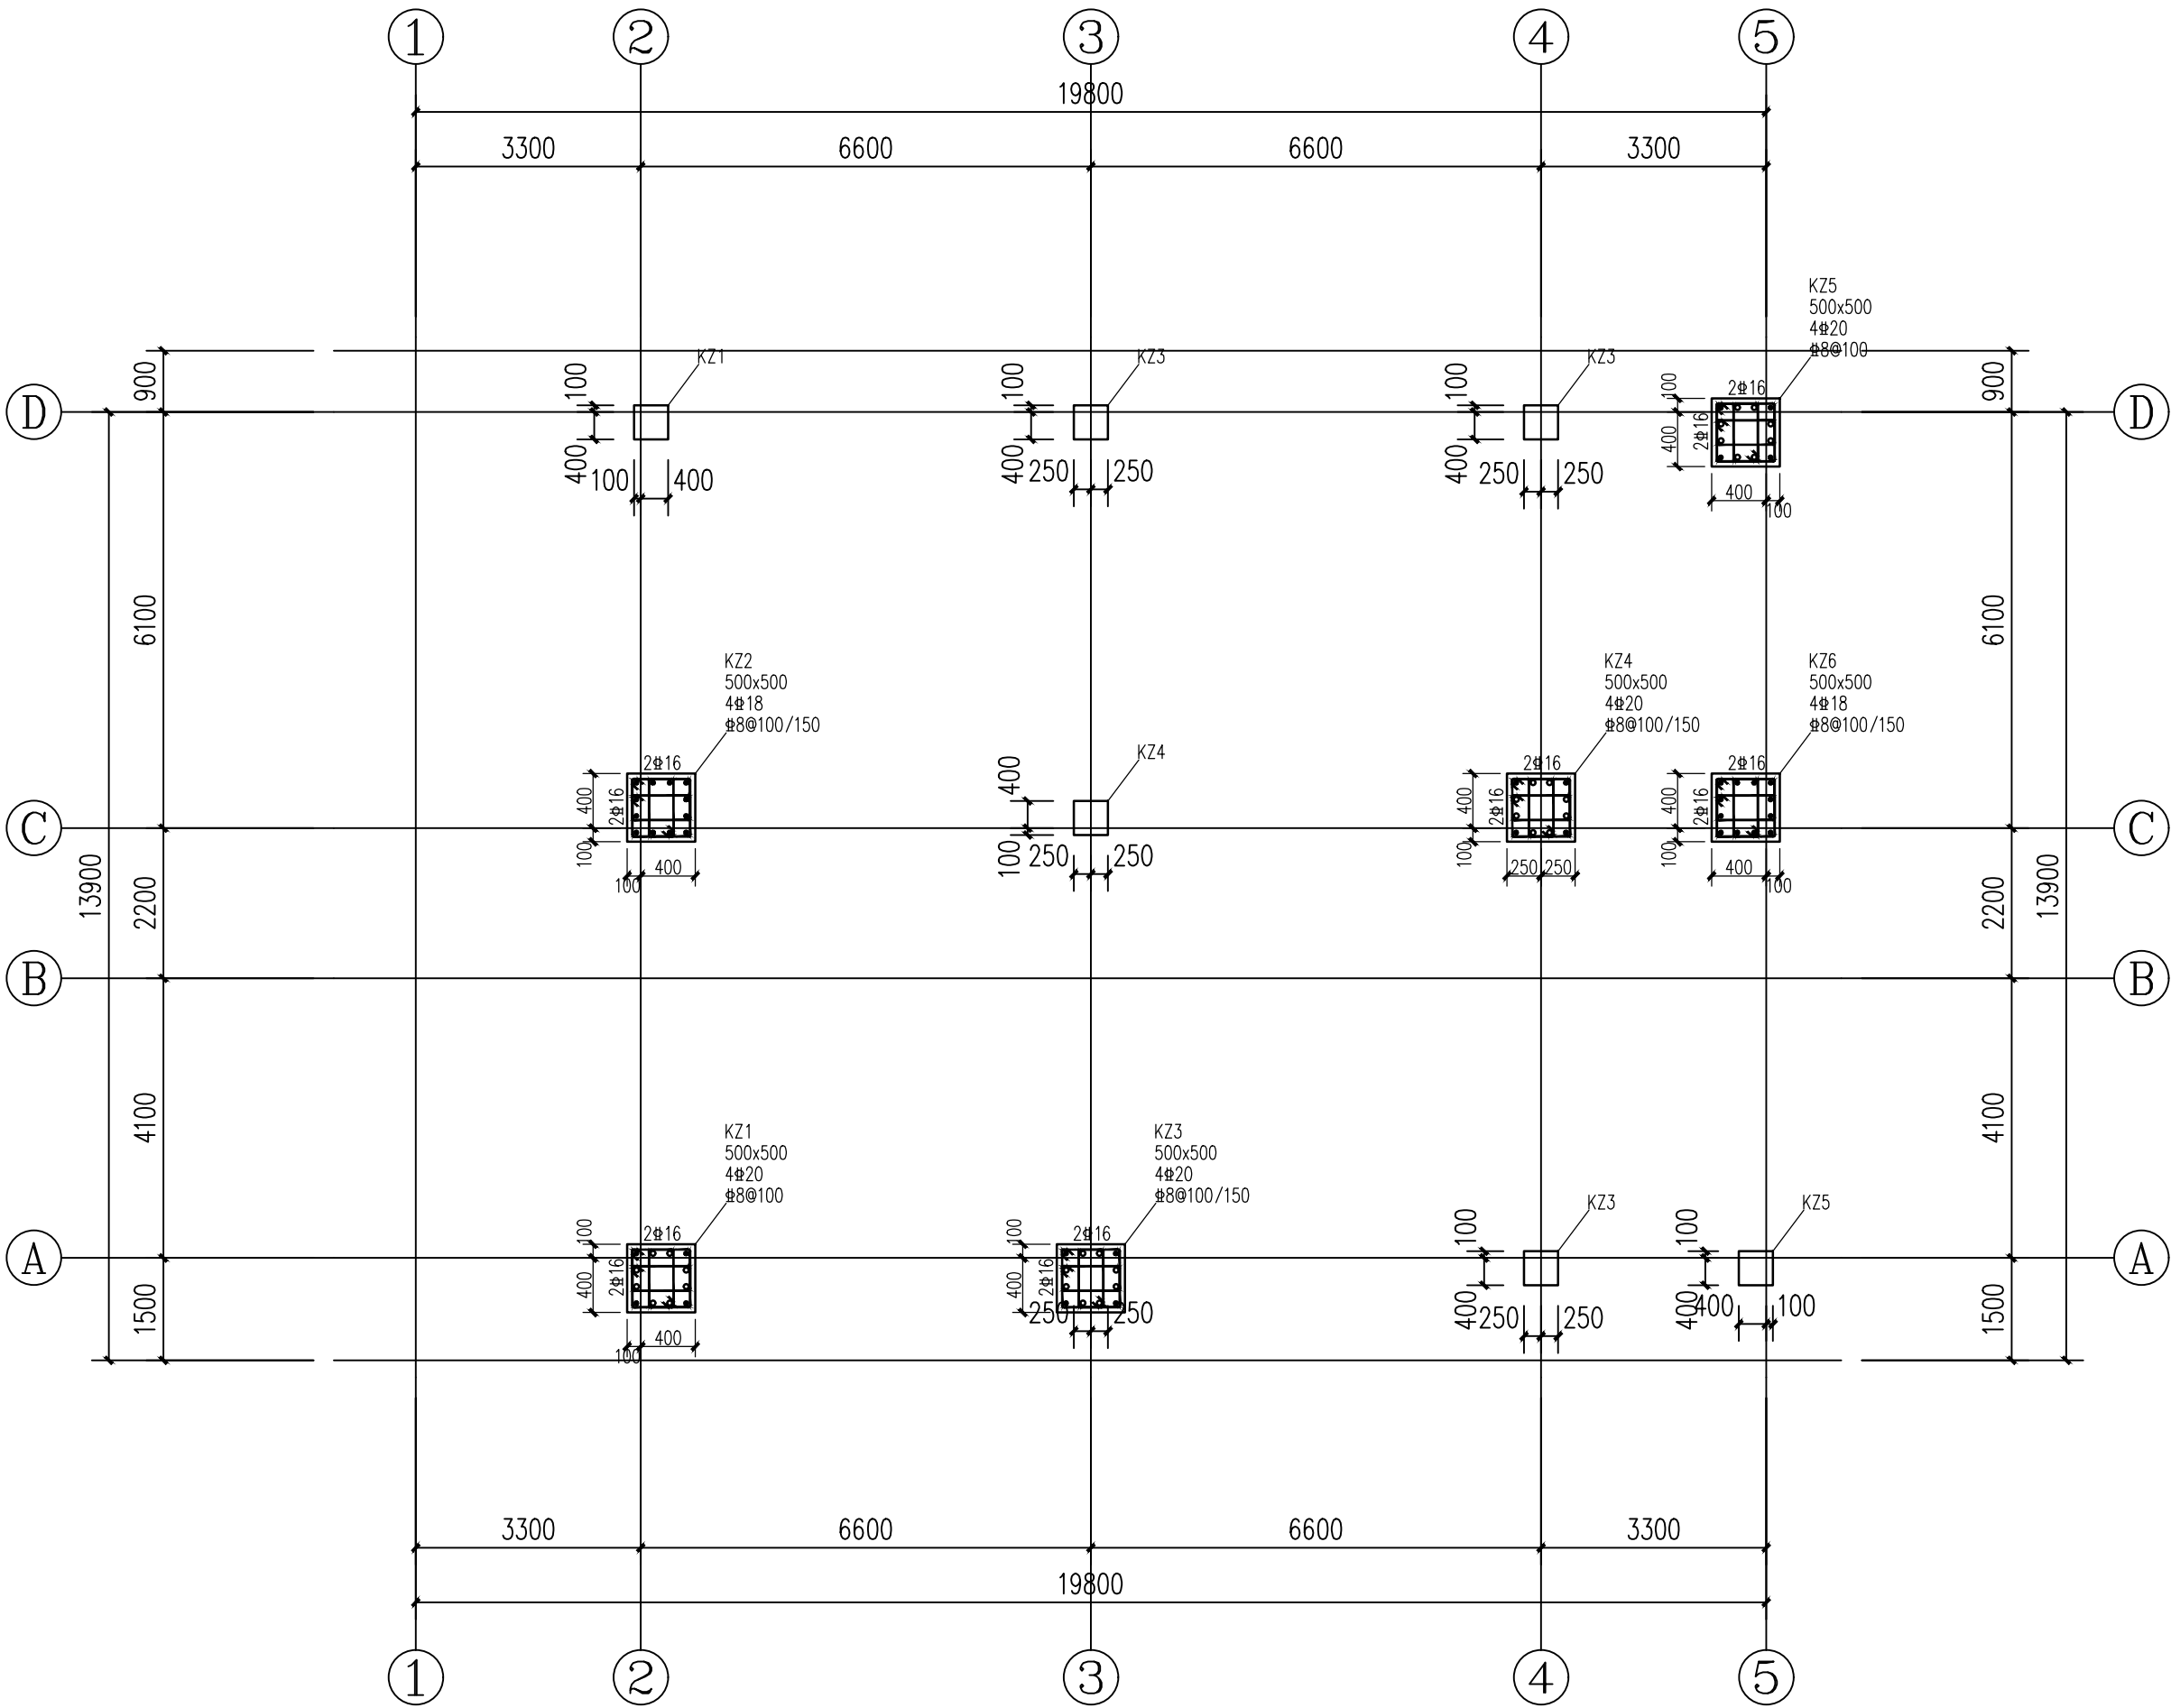 1 2 3 4 5
19800
3300 6600 6600 3300
KZ5
500x500
4⌽20
⌽8@100
900 KZ1 KZ3 KZ3 900
100 100 100 100 2⌽16
D D
400 400 400 400 2⌽16
100 400 250 250 250 250 400
100
6100 6100
KZ2 KZ4 KZ6
500x500 500x500 500x500
4⌽18 4⌽20 4⌽18
⌽8@100/150 ⌽8@100/150 ⌽8@100/150
KZ4
2⌽16 2⌽16 2⌽16
400 2⌽16 400 400 2⌽16 400 2⌽16
C C
100 400 100 250 250 100 250 250 100 400
100 100
13900 2200 2200 13900
B B
4100 4100
KZ1 KZ3
500x500 500x500
4⌽20 4⌽20
⌽8@100 ⌽8@100/150 KZ3 KZ5
100 2⌽16 100 2⌽16 100 100
A A
400 2⌽16 400 2⌽16 400 400
1500 250 250 250 250 400 100 1500
400
100
3300 6600 6600 3300
19800
1 2 3 4 5